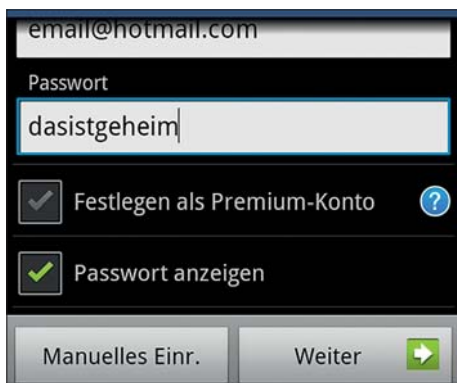 email@hotmail.com
Passwort
dasistgeheim
Festlegen als Premium-Konto ?
Passwort anzeigen
Manuelles Einr. Weiter